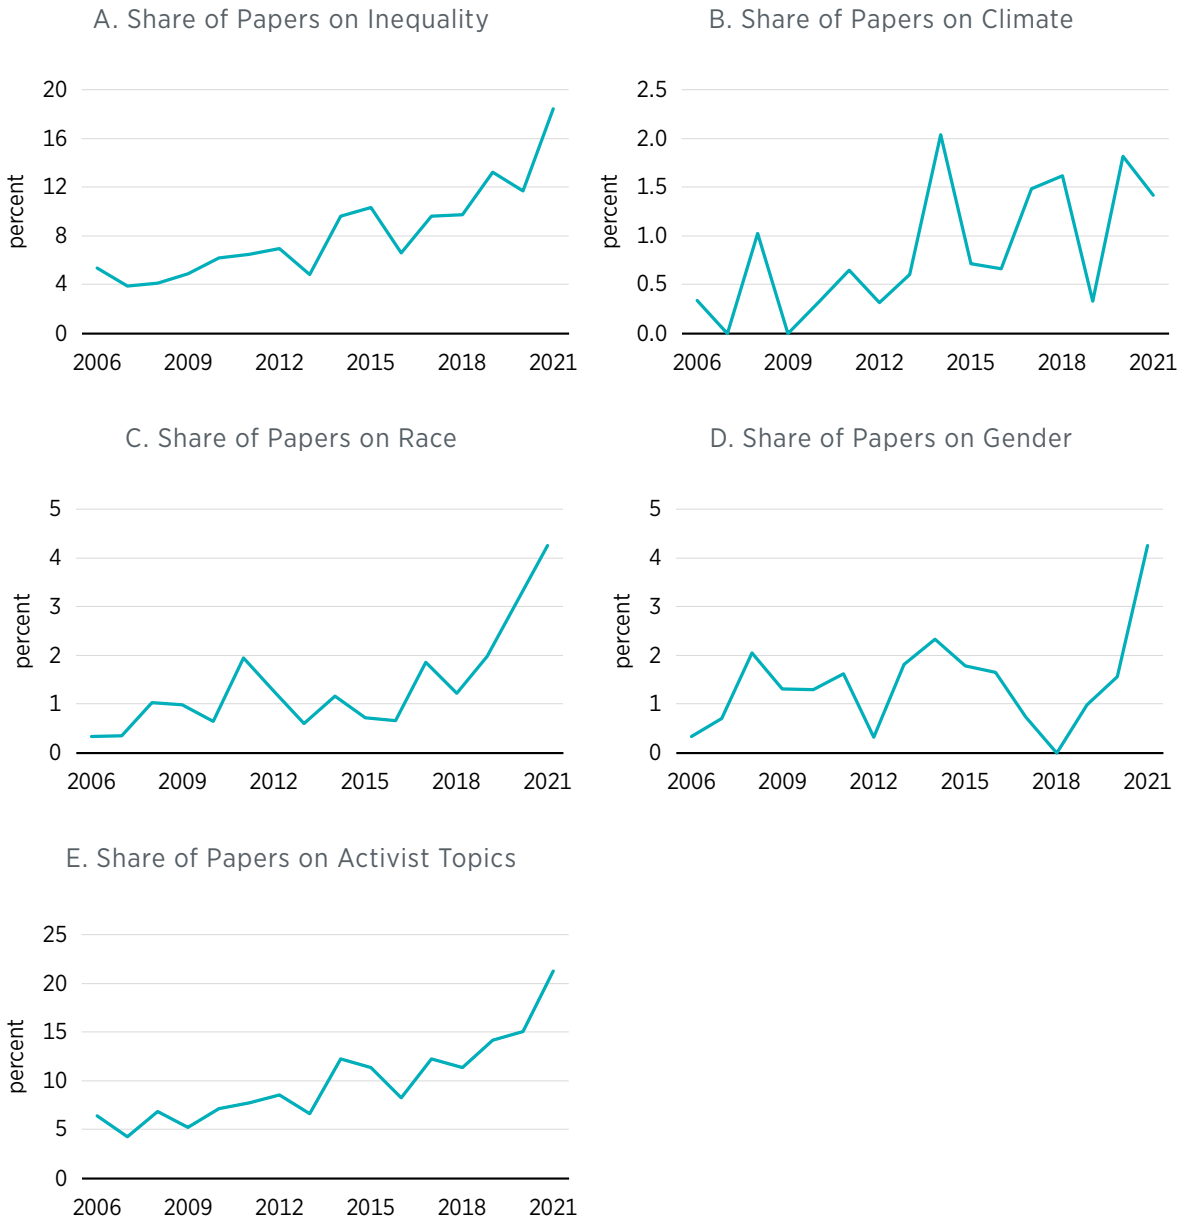 A. Share of Papers on Inequality
percent
20
16
12
8
4
0
2006 2009 2012 2015 2018 2021
B. Share of Papers on Climate
percent
2.5
2.0
1.5
1.0
0.5
0.0
2006 2009 2012 2015 2018 2021
C. Share of Papers on Race
percent
5
4
3
2
1
0
2006 2009 2012 2015 2018 2021
D. Share of Papers on Gender
percent
5
4
3
2
1
0
2006 2009 2012 2015 2018 2021
E. Share of Papers on Activist Topics
percent
25
20
15
10
5
0
2006 2009 2012 2015 2018 2021